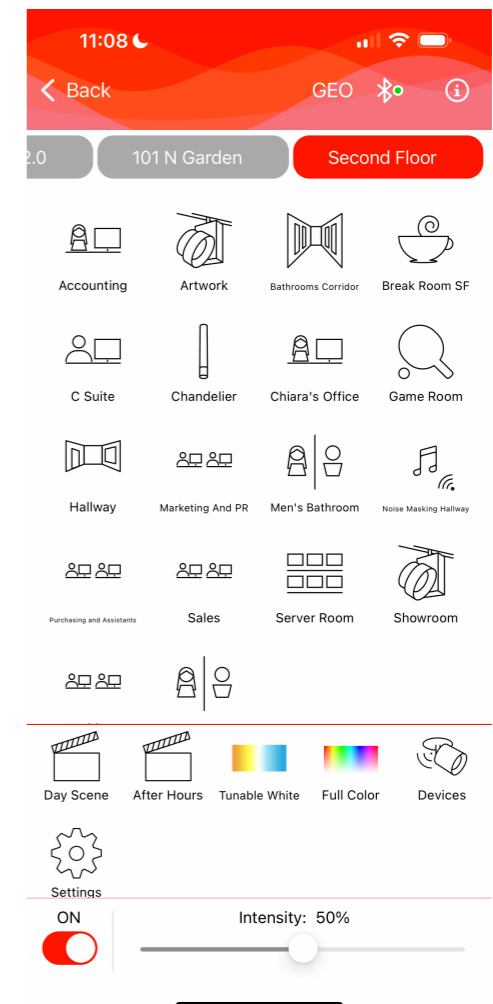 11:08
Back GEO
2.0 101 N Garden Second Floor
Accounting Artwork Bathrooms Corridor Break Room SF
C Suite Chandelier Chiara's Office Game Room
Hallway Marketing And PR Men's Bathroom Noise Masking Hallway
Purchasing and Assistants Sales Server Room Showroom
Day Scene After Hours Tunable White Full Color Devices
Settings
ON Intensity: 50%